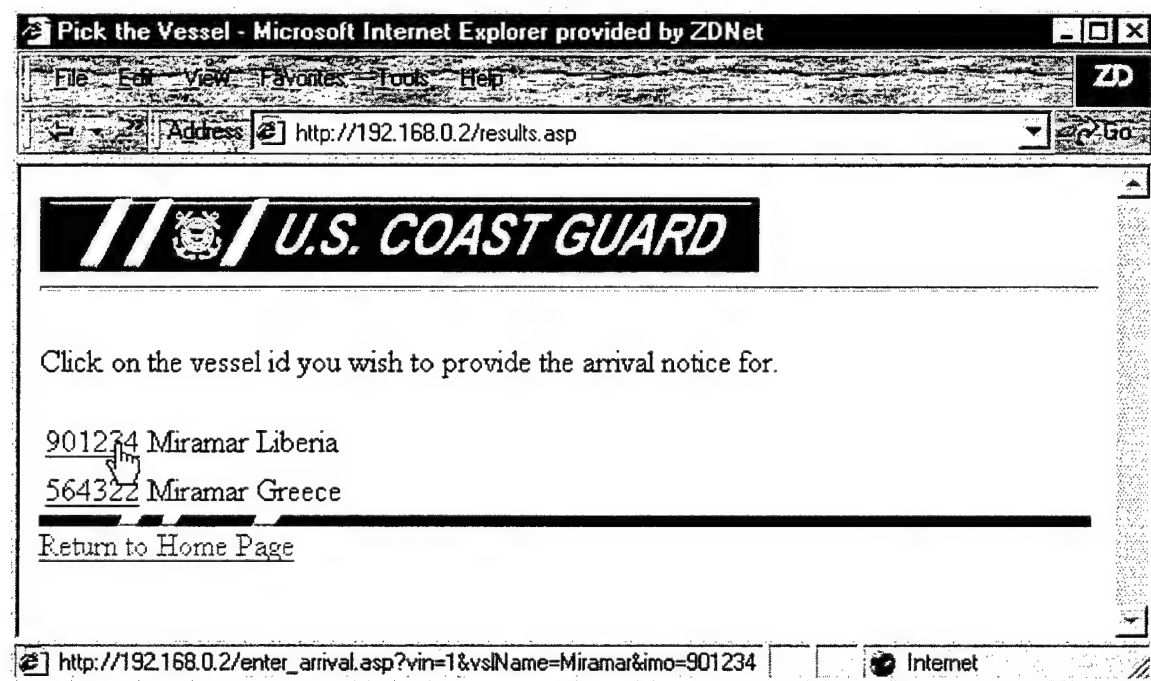 Pick the Vessel - Microsoft Internet Explorer provided by ZDNet
File Edit View Favorites Tools Help
ZD
Address http://192.168.0.2/results.asp Go
U.S. COAST GUARD
Click on the vessel id you wish to provide the arrival notice for.
901234 Miramar Liberia
564322 Miramar Greece
Return to Home Page
http://192.168.0.2/enter_arrival.asp?vin=1&vslName=Miramar&imo=901234 Internet